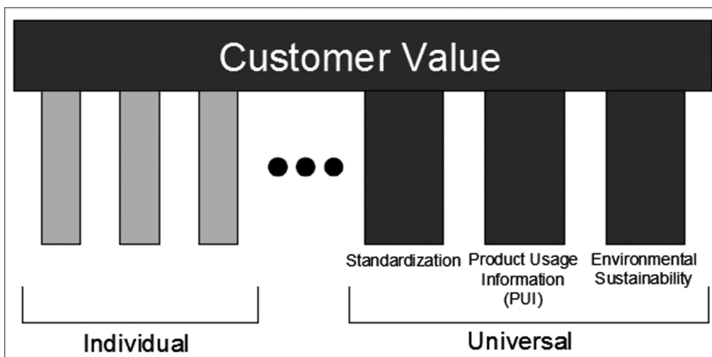 Customer Value
Standardization
Product Usage
Information
(PUI)
Environmental
Sustainability
Individual
Universal